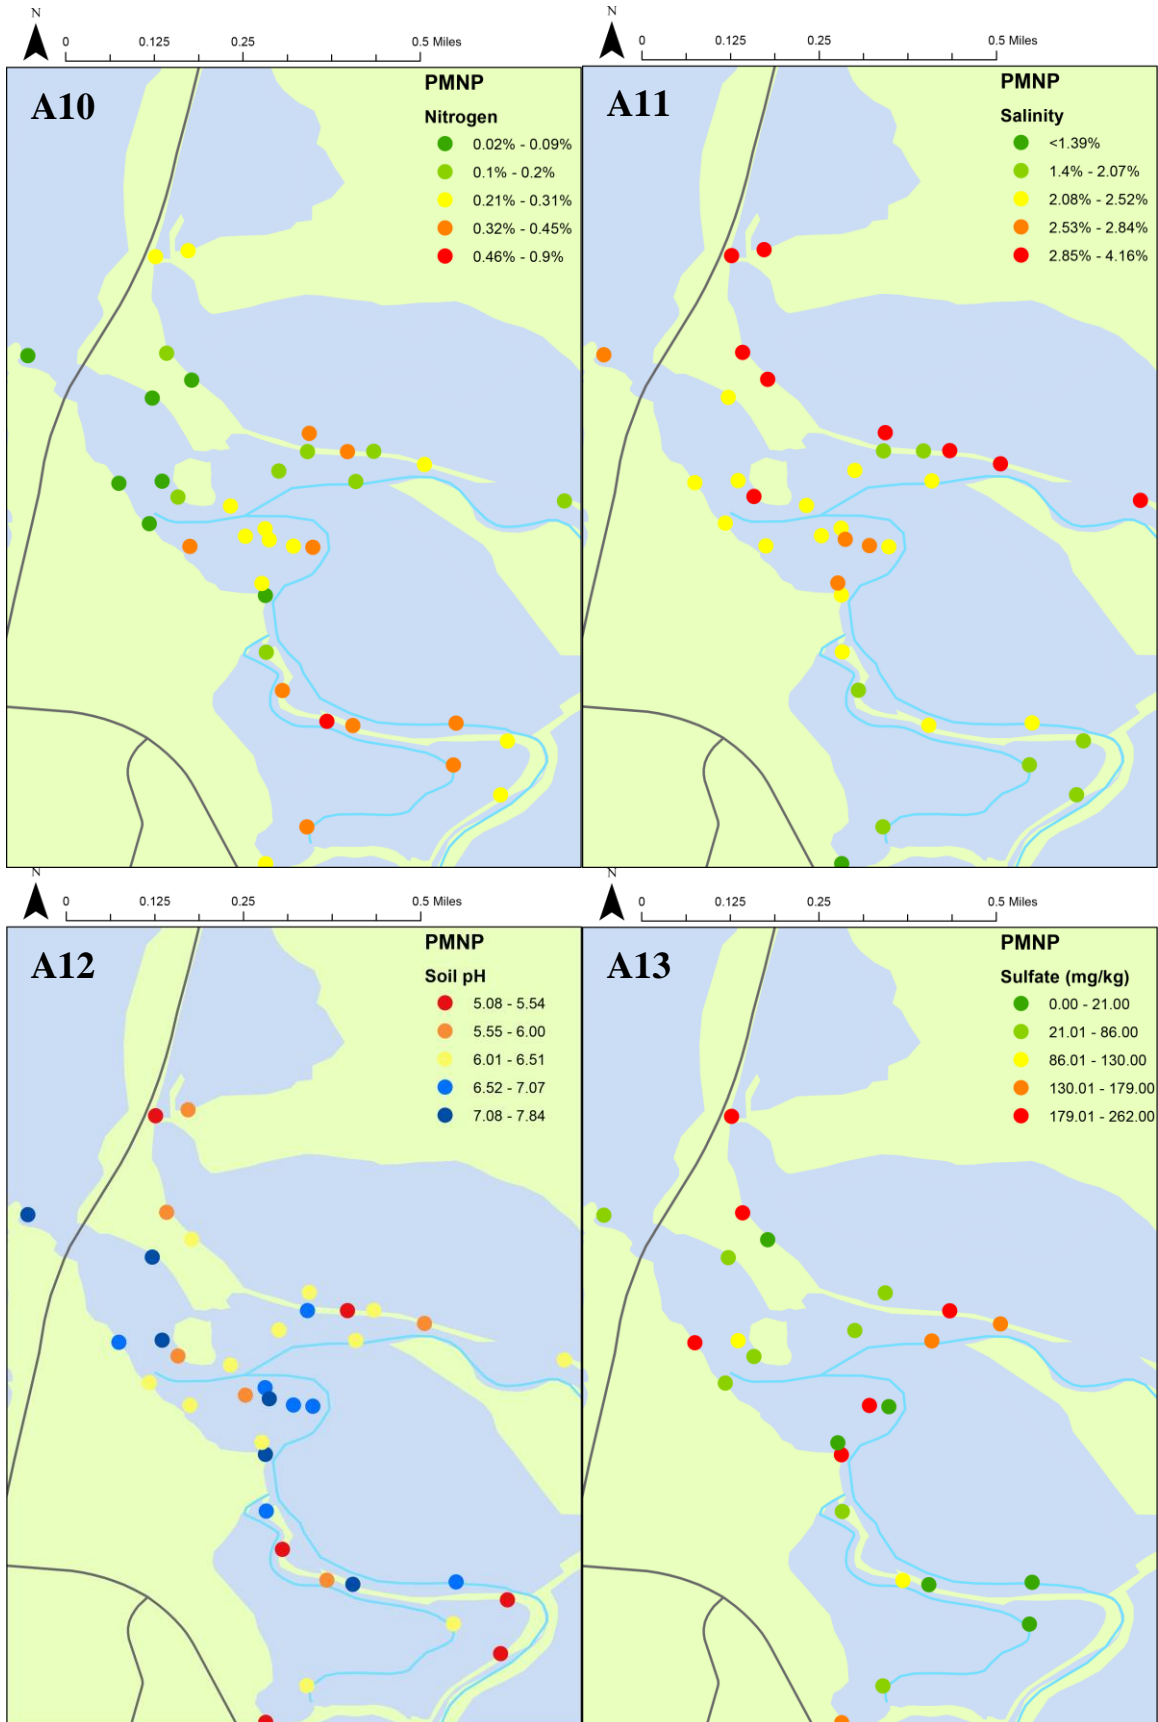 N
0 0.125 0.25 0.5 Miles
A10
PMNP
Nitrogen
0.02% - 0.09%
0.1% - 0.2%
0.21% - 0.31%
0.32% - 0.45%
0.46% - 0.9%
N
0 0.125 0.25 0.5 Miles
A11
PMNP
Salinity
<1.39%
1.4% - 2.07%
2.08% - 2.52%
2.53% - 2.84%
2.85% - 4.16%
N
0 0.125 0.25 0.5 Miles
A12
PMNP
Soil pH
5.08 - 5.54
5.55 - 6.00
6.01 - 6.51
6.52 - 7.07
7.08 - 7.84
N
0 0.125 0.25 0.5 Miles
A13
PMNP
Sulfate (mg/kg)
0.00 - 21.00
21.01 - 86.00
86.01 - 130.00
130.01 - 179.00
179.01 - 262.00